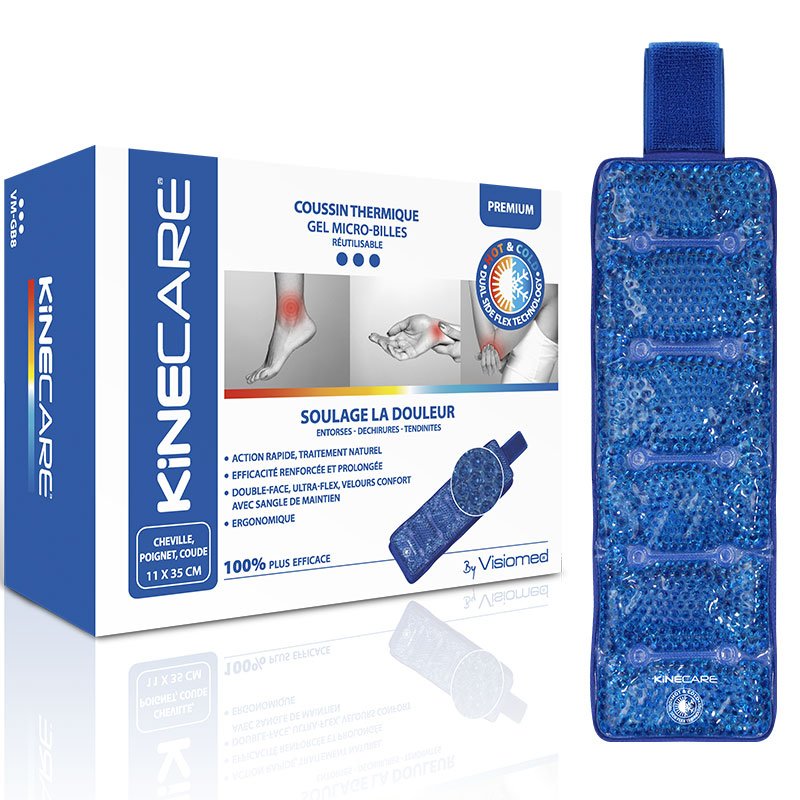 VM-GB8
KiNECARE
KiNECARE®
CHEVILLE,
POIGNET, COUDE
11 X 35 CM
COUSSIN THERMIQUE
GEL MICRO-BILLES
RÉUTILISABLE
PREMIUM
HOT & COLD
DUAL SIDE FLEX TECHNOLOGY
SOULAGE LA DOULEUR
ENTORSES - DECHIRURES - TENDINITES
• ACTION RAPIDE, TRAITEMENT NATUREL
• EFFICACITÉ RENFORCÉE ET PROLONGÉE
• DOUBLE-FACE, ULTRA-FLEX, VELOURS CONFORT
AVEC SANGLE DE MAINTIEN
• ERGONOMIQUE
100% PLUS EFFICACE
By Visiomed
KINECARE
HOT & COLD